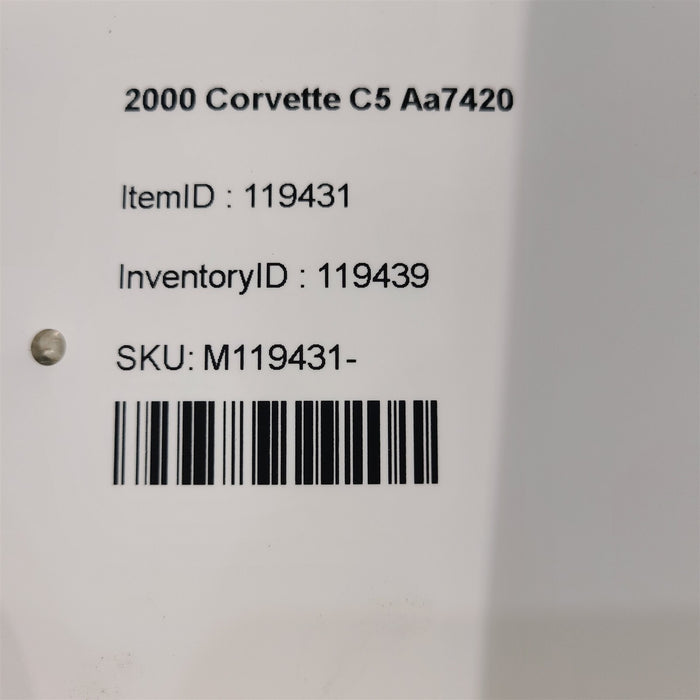 2000 Corvette C5 Aa7420
ItemID : 119431
InventoryID : 119439
SKU: M119431-